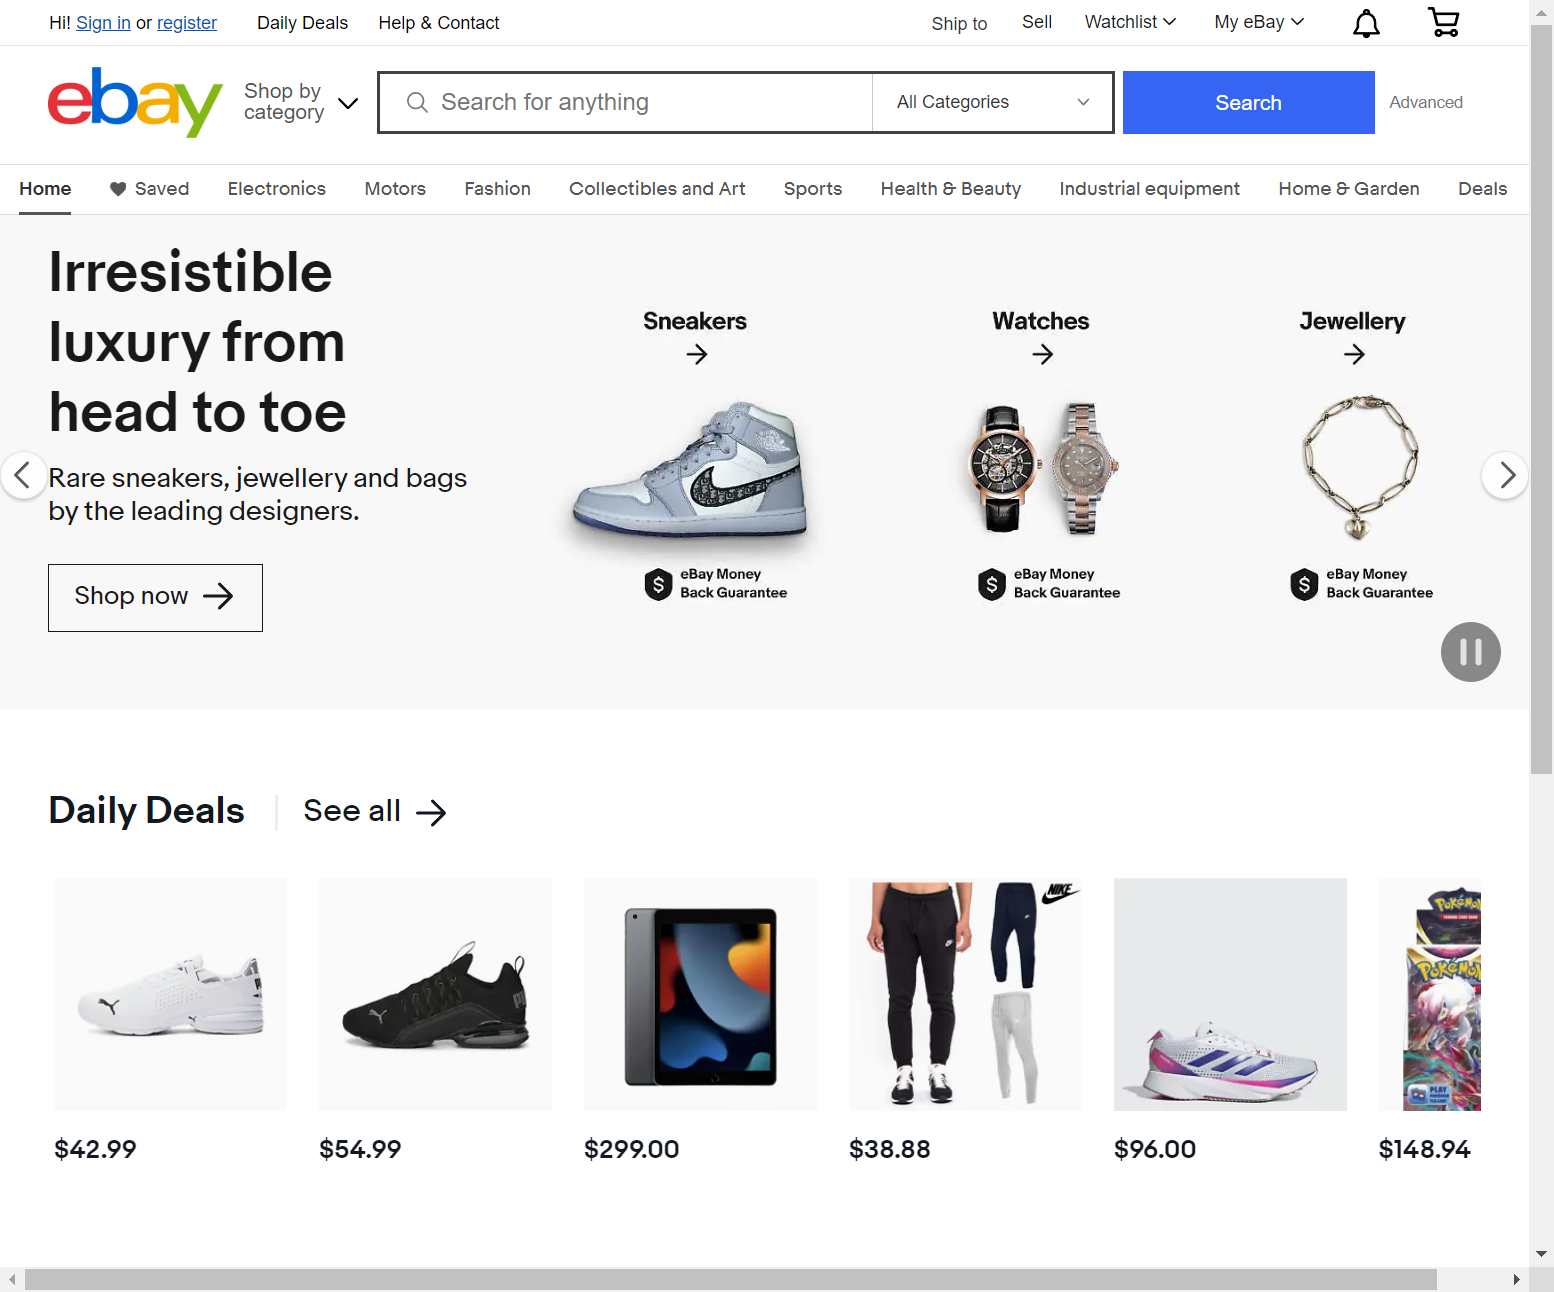 Hi! Sign in or register
Daily Deals
Help & Contact
Ship to
Sell
Watchlist
My eBay
ebay
Shop by
category
Search for anything
All Categories
Search
Advanced
Home
Saved
Electronics
Motors
Fashion
Collectibles and Art
Sports
Health & Beauty
Industrial equipment
Home & Garden
Deals
Irresistible
luxury from
head to toe
Rare sneakers, jewellery and bags
by the leading designers.
Shop now
Sneakers
eBay Money
Back Guarantee
Watches
eBay Money
Back Guarantee
Jewellery
eBay Money
Back Guarantee
Daily Deals
See all
NIKE
$42.99
$54.99
$299.00
$38.88
$96.00
$148.94